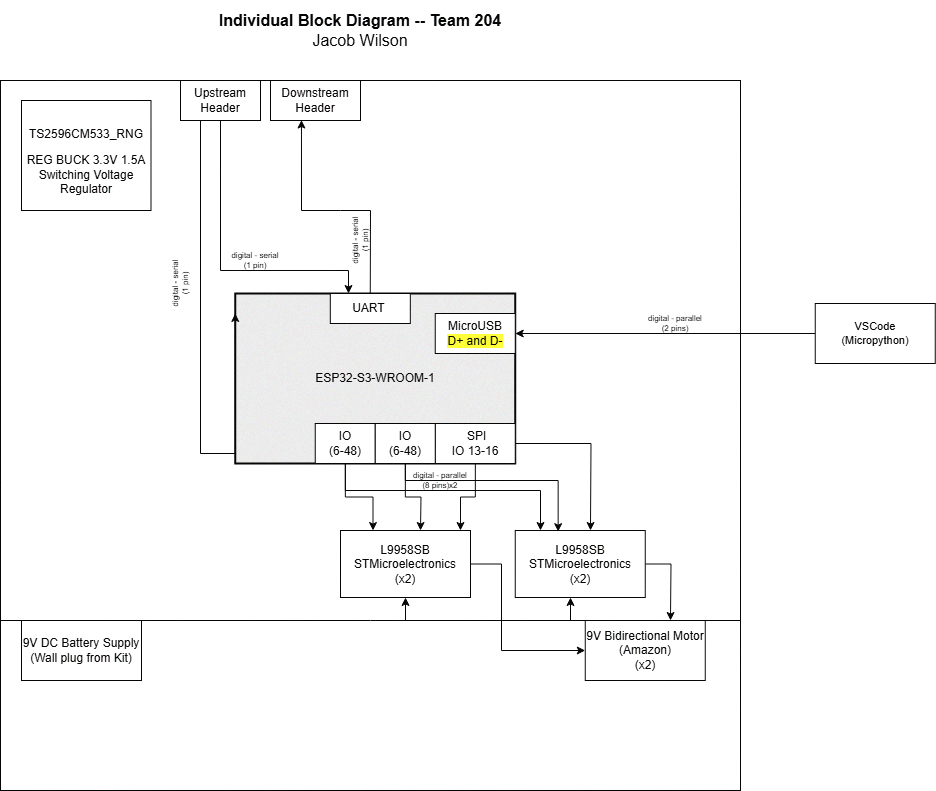 Individual Block Diagram -- Team 204
Jacob Wilson
Upstream
Header
Downstream
Header
TS2596CM533_RNG
REG BUCK 3.3V 1.5A
Switching Voltage
Regulator
digital - serial
(1 pin)
digital - serial
(1 pin)
digital - serial
(1 pin)
UART
MicroUSB
D+ and D-
digital - parallel
(2 pins)
VSCode
(Micropython)
ESP32-S3-WROOM-1
IO
(6-48)
IO
(6-48)
SPI
IO 13-16
digital - parallel
(8 pins)x2
L9958SB
STMicroelectronics
(x2)
L9958SB
STMicroelectronics
(x2)
9V DC Battery Supply
(Wall plug from Kit)
9V Bidirectional Motor
(Amazon)
(x2)